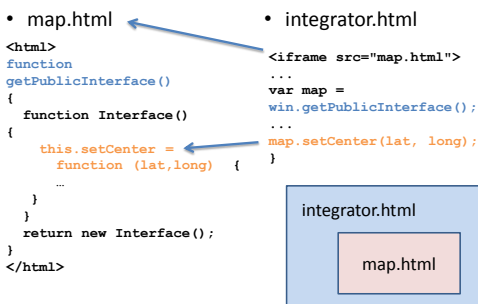 • map.html
<html>
function
getPublicInterface()
{
function Interface()
{
this.setCenter =
function (lat,long) {
…
}
}
return new Interface();
}
</html>
• integrator.html
<iframe src="map.html">
...
var map =
win.getPublicInterface();
...
map.setCenter(lat, long);
}
integrator.html
map.html